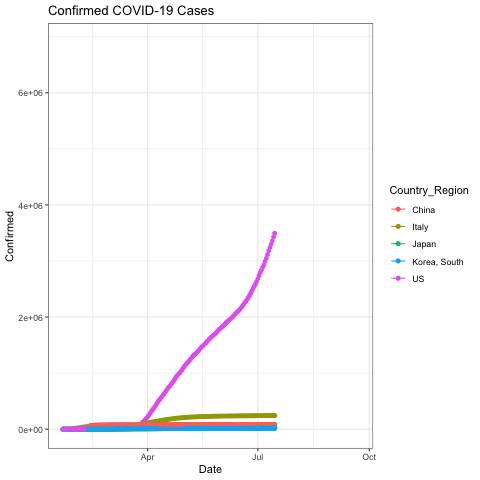 Confirmed COVID-19 Cases
6e+06
4e+06
2e+06
0e+00
Confirmed
Apr
Jul
Oct
Date
Country_Region
China
Italy
Japan
Korea, South
US